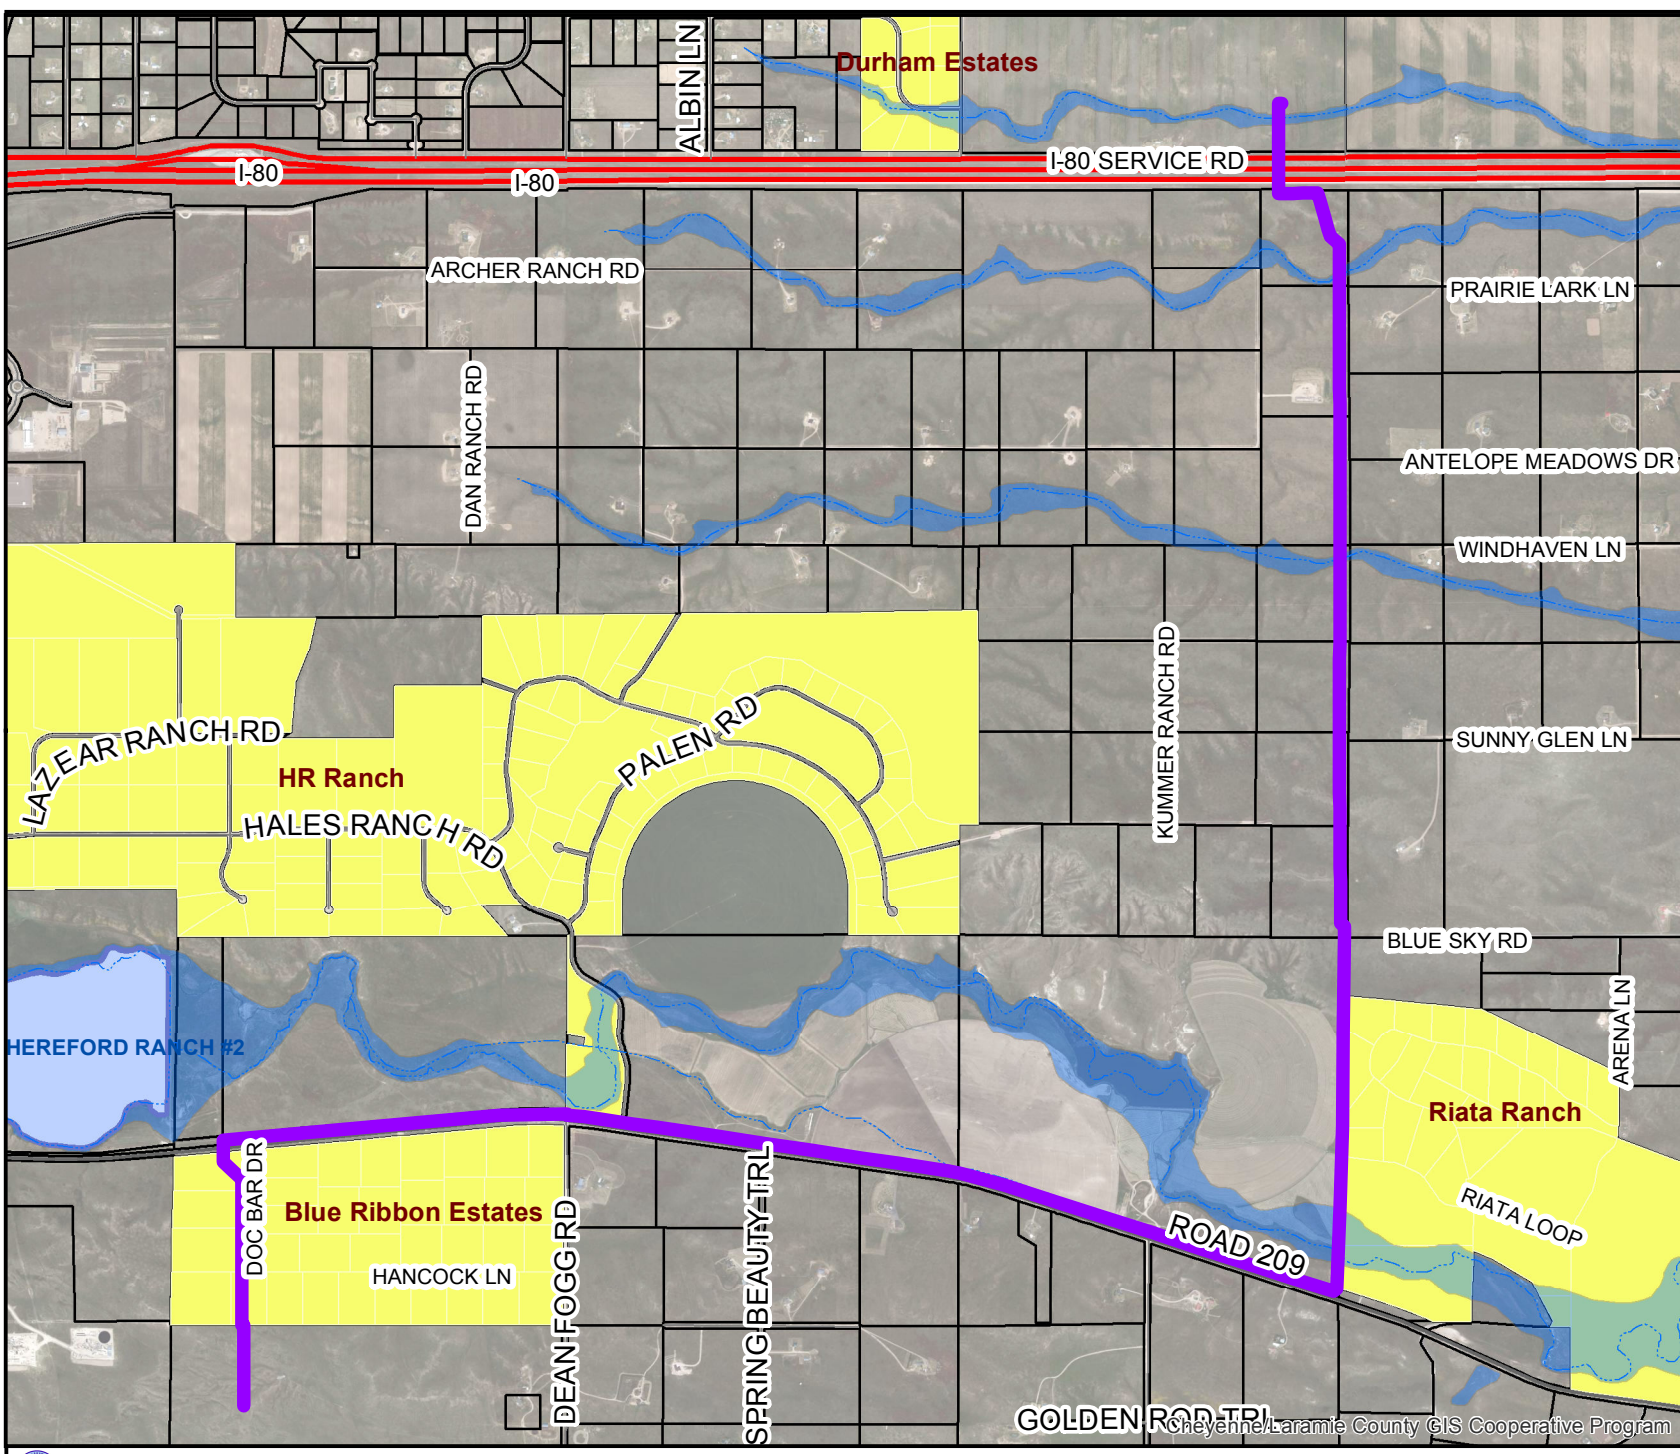 ALBIN LN
Durham Estates
I-80 SERVICE RD
I-80
I-80
ARCHER RANCH RD
PRAIRIE LARK LN
DAN RANCH RD
ANTELOPE MEADOWS DR
WINDHAVEN LN
KUMMER RANCH RD
LAZEAR RANCH RD
PALEN RD
SUNNY GLEN LN
HR Ranch
HALES RANCH RD
BLUE SKY RD
ARENA LN
HEREFORD RANCH #2
Riata Ranch
DOC BAR DR
Blue Ribbon Estates
HANCOCK LN
DEAN FOGG RD
SPRING BEAUTY TRL
ROAD 209
RIATA LOOP
GOLDEN ROD TRL
Cheyenne/Laramie County GIS Cooperative Program